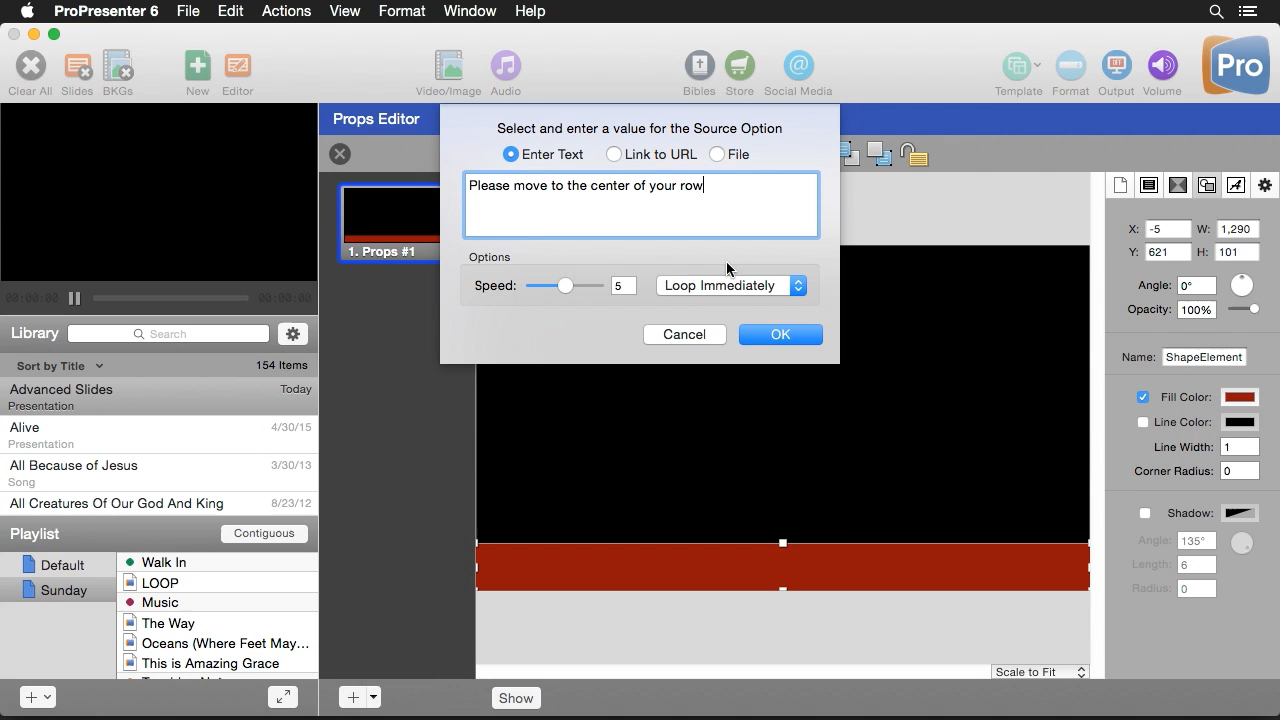 ProPresenter 6 File Edit Actions View Format Window Help
Clear All Slides BKGs New Editor Video/Image Audio Bibles Store Social Media Template Format Output Volume Pro
Props Editor
Select and enter a value for the Source Option
Enter Text Link to URL File
Please move to the center of your row
Options
Speed: 5 Loop Immediately
Cancel OK
1. Props #1
00:00:00 00:00:00
Library Search
Sort by Title 154 Items
Advanced Slides Today
Presentation
Alive 4/30/15
Presentation
All Because of Jesus 3/30/13
Song
All Creatures Of Our God And King 8/23/12
Playlist Contiguous
Default
Sunday
Walk In
LOOP
Music
The Way
Oceans (Where Feet May...
This is Amazing Grace
X: -5 W: 1,290
Y: 621 H: 101
Angle: 0°
Opacity: 100%
Name: ShapeElement
Fill Color:
Line Color:
Line Width: 1
Corner Radius: 0
Shadow:
Angle: 135°
Length: 6
Radius: 0
Scale to Fit
Show